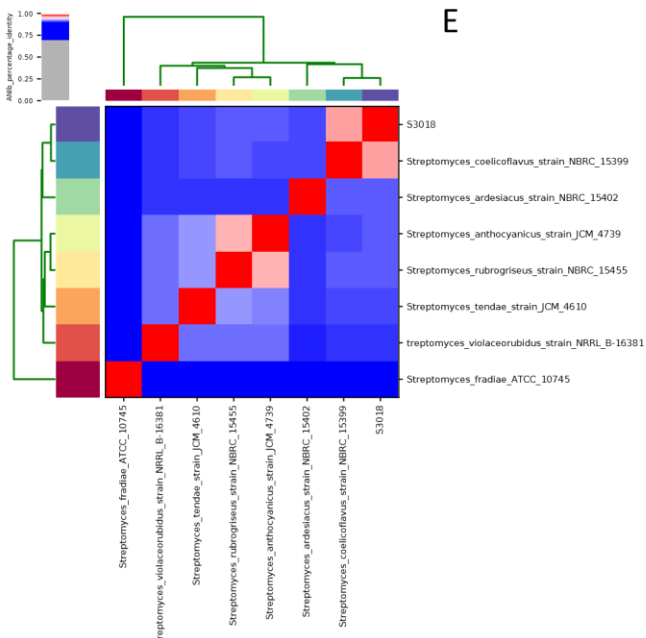 E
ANIb_percentage_identity
1.00
0.75
0.50
0.25
0.00
S3018
Streptomyces_coelicoflavus_strain_NBRC_15399
Streptomyces_ardesiacus_strain_NBRC_15402
Streptomyces_anthocyanicus_strain_JCM_4739
Streptomyces_rubrogriseus_strain_NBRC_15455
Streptomyces_tendae_strain_JCM_4610
treptomyces_violaceorubidus_strain_NRRL_B-16381
Streptomyces_fradiae_ATCC_10745
Streptomyces_fradiae_ATCC_10745
reptomyces_violaceorubidus_strain_NRRL_B-16381
Streptomyces_tendae_strain_JCM_4610
Streptomyces_rubrogriseus_strain_NBRC_15455
Streptomyces_anthocyanicus_strain_JCM_4739
Streptomyces_ardesiacus_strain_NBRC_15402
Streptomyces_coelicoflavus_strain_NBRC_15399
S3018